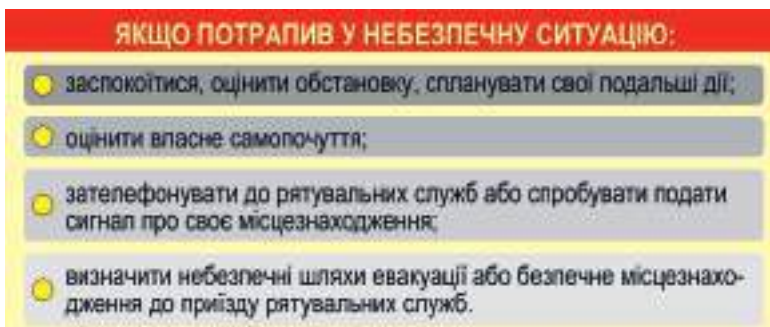 ЯКЩО ПОТРАПИВ У НЕБЕЗПЕЧНУ СИТУАЦІЮ:
заспокоїтися, оцінити обстановку, спланувати свої подальші дії;
оцінити власне самопочуття;
зателефонувати до рятувальних служб або спробувати подати
сигнал про своє місцезнаходження;
визначити небезпечні шляхи евакуації або безпечне місцезнахо-
дження до приїзду рятувальних служб.